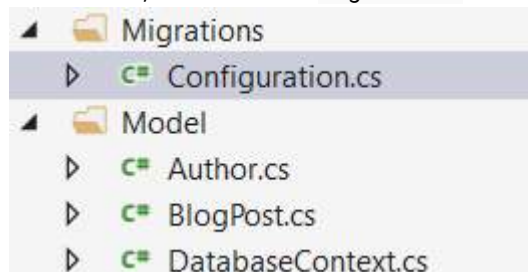 Migrations
C# Configuration.cs
Model
C# Author.cs
C# BlogPost.cs
C# DatabaseContext.cs